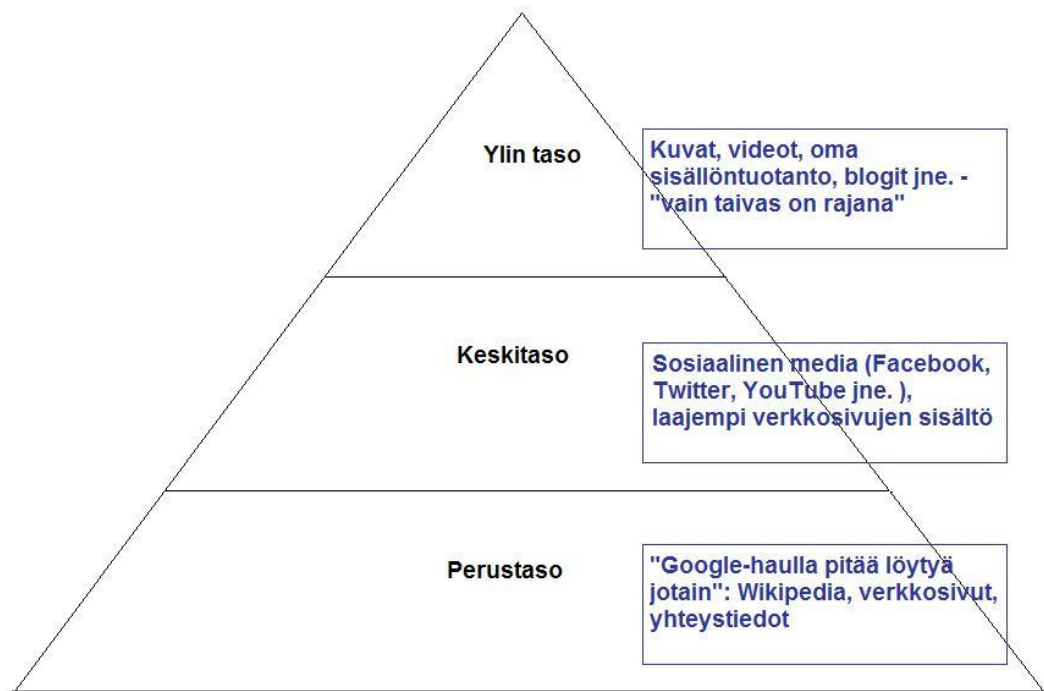 Ylin taso
Kuvat, videot, oma
sisällöntuotanto, blogit jne. -
"vain taivas on rajana"
Keskitaso
Sosiaalinen media (Facebook,
Twitter, YouTube jne. ),
laajempi verkkosivujen sisältö
Perustaso
"Google-haulla pitää löytyä
jotain": Wikipedia, verkkosivut,
yhteystiedot